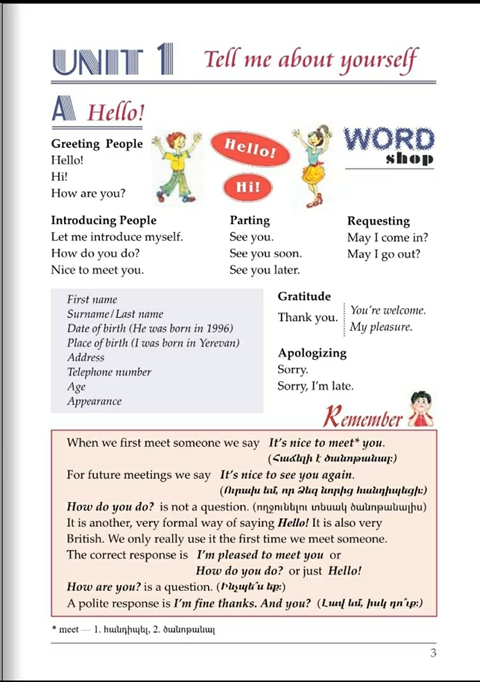 UNIT 1 Tell me about yourself
A Hello!
WORD
shop
Greeting People
Hello!
Hi!
How are you?
Hello!
Hi!
Introducing People
Let me introduce myself.
How do you do?
Nice to meet you.
Parting
See you.
See you soon.
See you later.
Requesting
May I come in?
May I go out?
First name
Surname/Last name
Date of birth (He was born in 1996)
Place of birth (I was born in Yerevan)
Address
Telephone number
Age
Appearance
Gratitude
Thank you.
You're welcome.
My pleasure.
Apologizing
Sorry.
Sorry, I'm late.
Remember
When we first meet someone we say It's nice to meet* you.
(Հաճելի է ծանոթանալ:)
For future meetings we say It's nice to see you again.
(Ուրախ եմ, որ Ձեզ նորից հանդիպեցի:)
How do you do? is not a question. (ողջունելու տեսակ ծանոթանալիս)
It is another, very formal way of saying Hello! It is also very
British. We only really use it the first time we meet someone.
The correct response is I'm pleased to meet you or
How do you do? or just Hello!
How are you? is a question. (Ինչպե՞ս եք:)
A polite response is I'm fine thanks. And you? (Լավ եմ, իսկ դո՞ւք:)
* meet — 1. հանդիպել, 2. ծանոթանալ
3